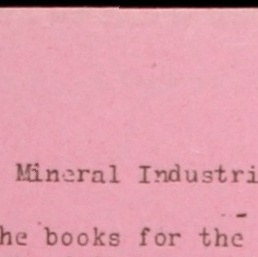 Mineral Industri
he books for the